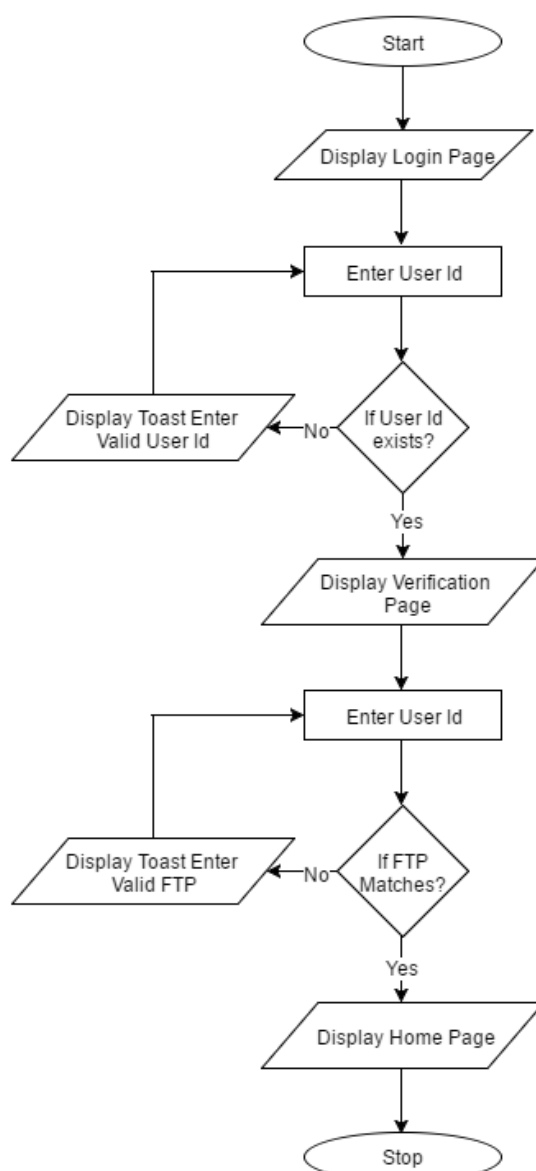 Start
Display Login Page
Enter User Id
If User Id
exists?
No
Display Toast Enter
Valid User Id
Yes
Display Verification
Page
Enter User Id
If FTP
Matches?
No
Display Toast Enter
Valid FTP
Yes
Display Home Page
Stop